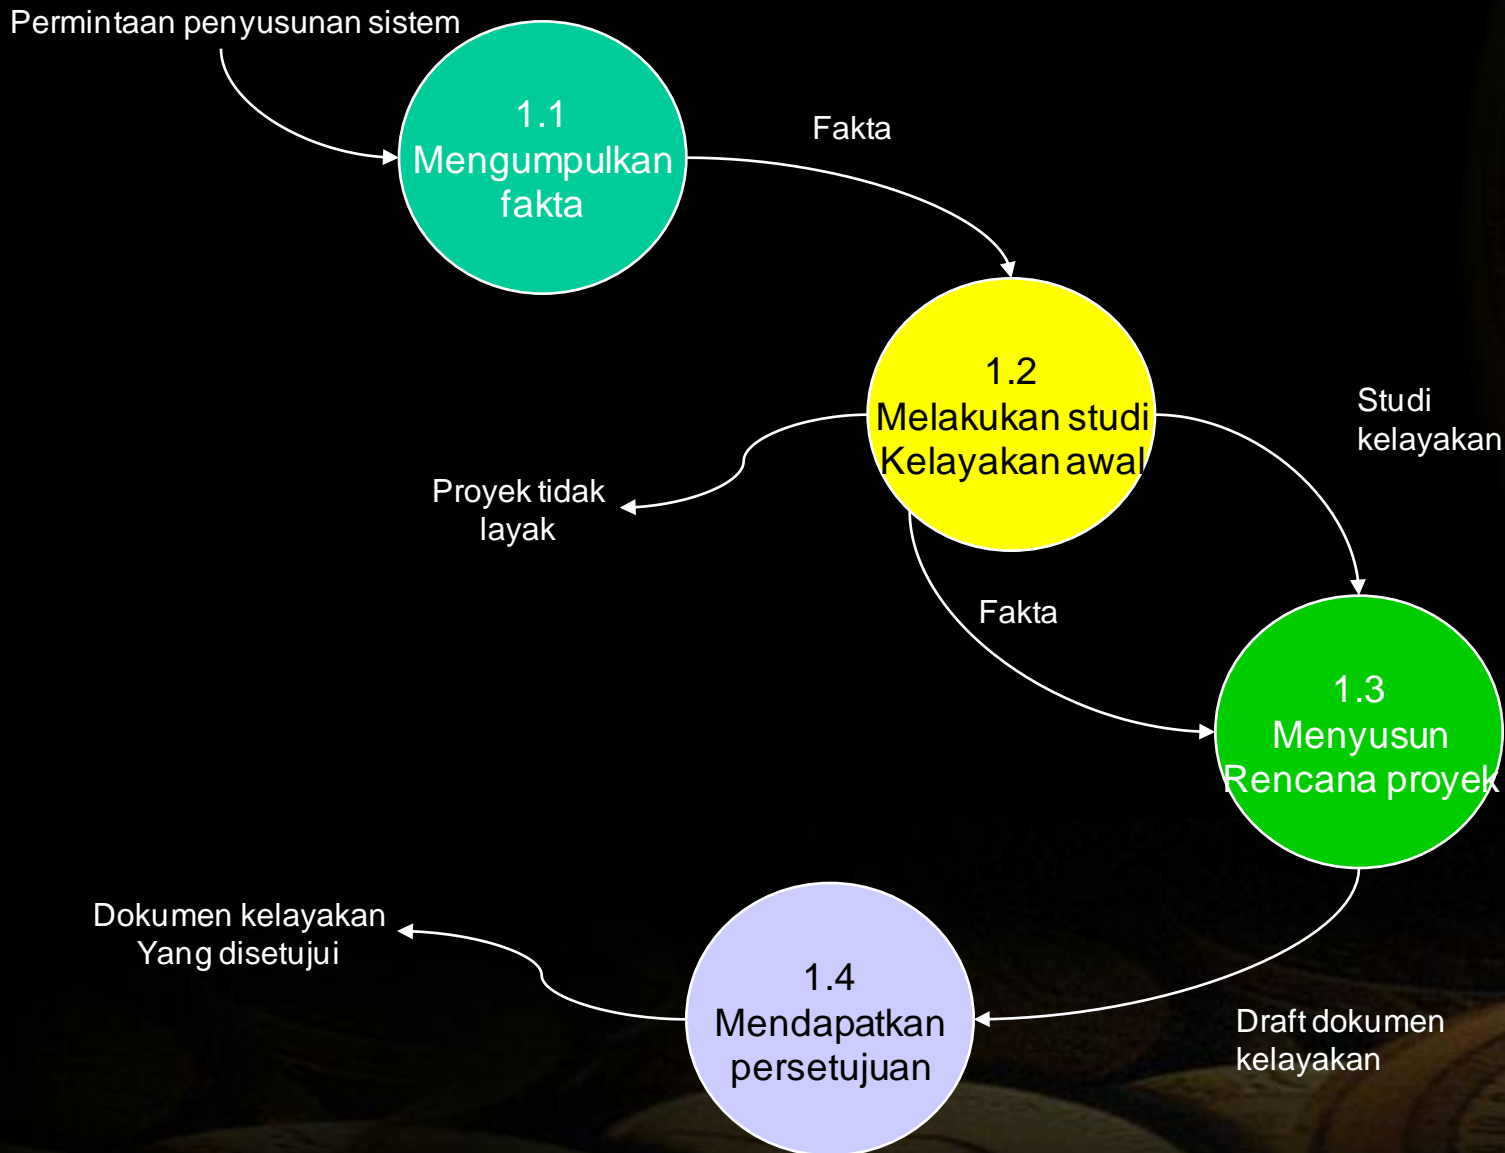 Permintaan penyusunan sistem
1.1
Mengumpulkan
fakta
Fakta
1.2
Melakukan studi
Kelayakan awal
Studi
kelayakan
Proyek tidak
layak
Fakta
1.3
Menyusun
Rencana proyek
Dokumen kelayakan
Yang disetujui
1.4
Mendapatkan
persetujuan
Draft dokumen
kelayakan